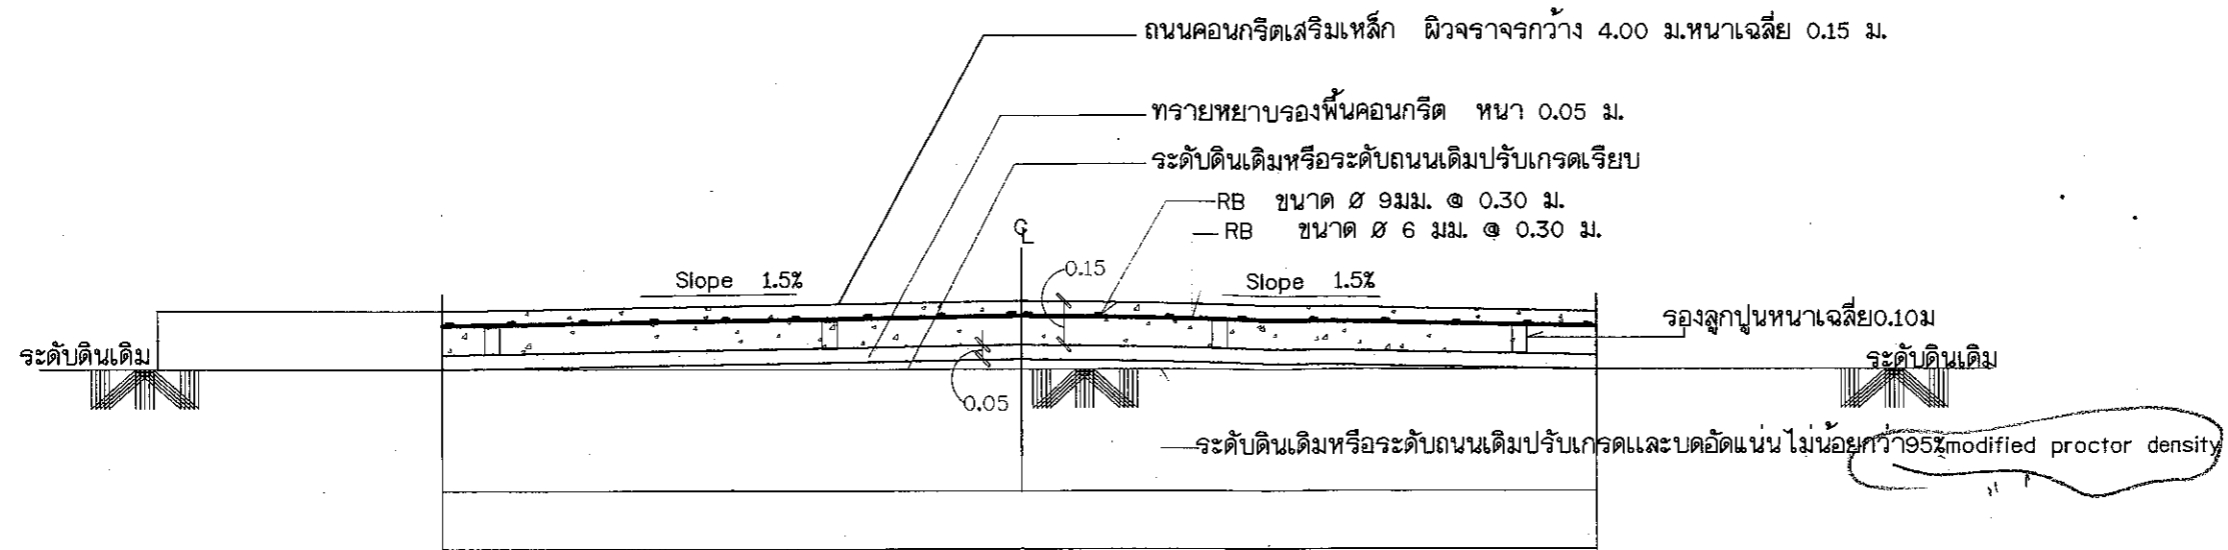 ถนนคอนกรีตเสริมเหล็ก ผิวจราจรกว้าง 4.00 ม.หนาเฉลี่ย 0.15 ม.
ทรายหยาบรองพื้นคอนกรีต หนา 0.05 ม.
ระดับดินเดิมหรือระดับถนนเดิมปรับเกรดเรียบ
RB ขนาด Ø 9มม. @ 0.30 ม.
RB ขนาด Ø 6 มม. @ 0.30 ม.
℄
0.15
Slope 1.5%
Slope 1.5%
รองลูกปูนหนาเฉลี่ย0.10ม
ระดับดินเดิม
ระดับดินเดิม
0.05
ระดับดินเดิมหรือระดับถนนเดิมปรับเกรดและบดอัดแน่นไม่น้อยกว่า95%modified proctor density